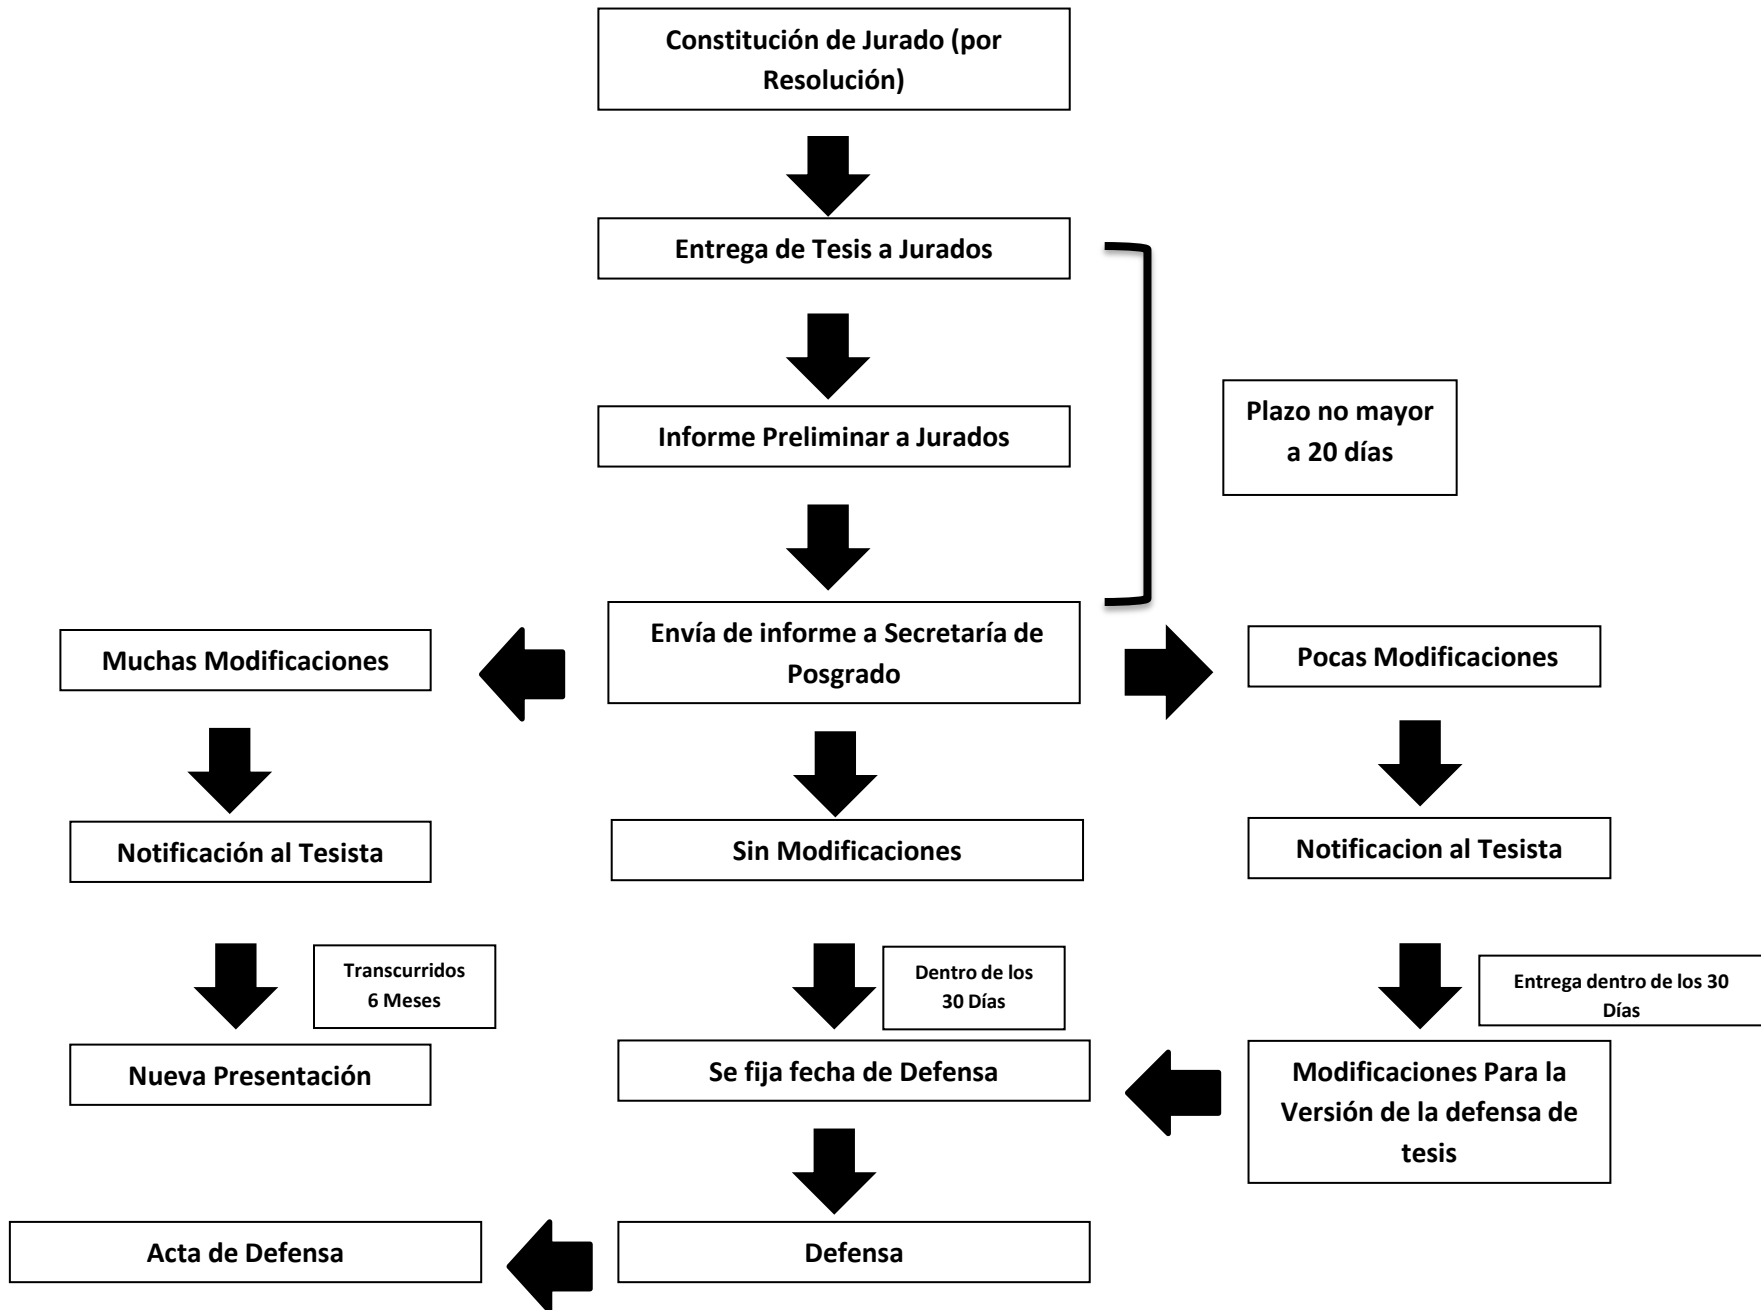 Constitución de Jurado (por
Resolución)
Entrega de Tesis a Jurados
Informe Preliminar a Jurados
Plazo no mayor
a 20 días
Envía de informe a Secretaría de
Posgrado
Muchas Modificaciones
Pocas Modificaciones
Notificación al Tesista
Sin Modificaciones
Notificacion al Tesista
Transcurridos
6 Meses
Dentro de los
30 Días
Entrega dentro de los 30
Días
Nueva Presentación
Se fija fecha de Defensa
Modificaciones Para la
Versión de la defensa de
tesis
Acta de Defensa
Defensa